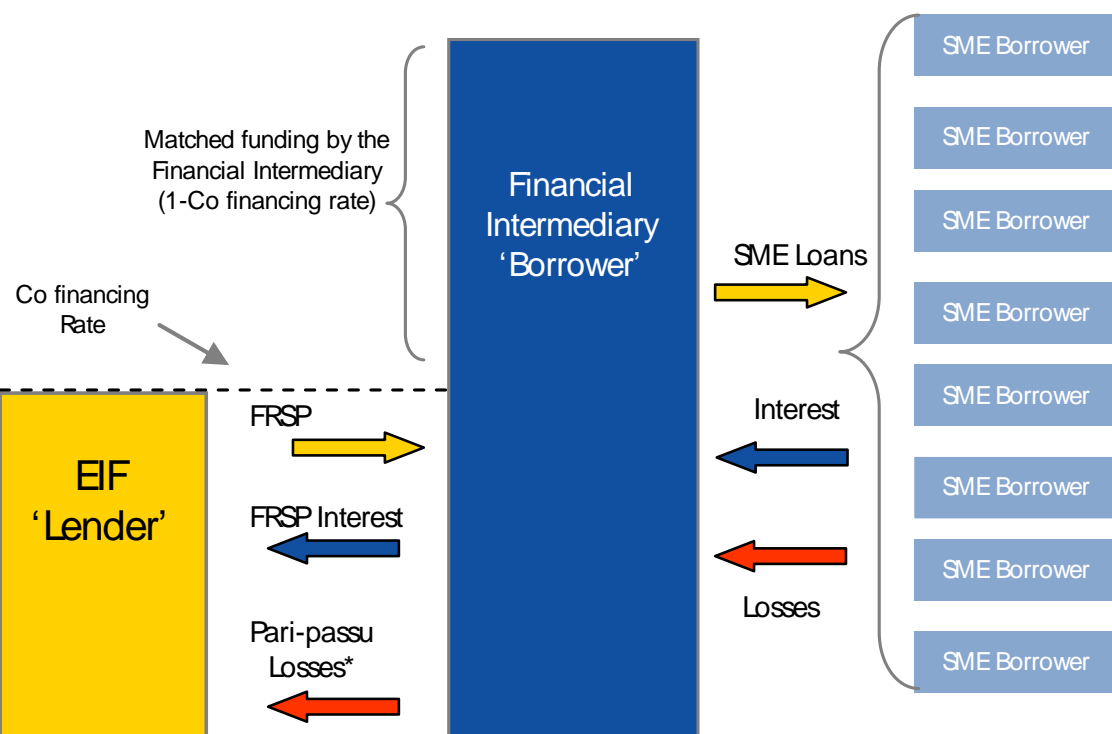 Matched funding by the
Financial Intermediary
(1-Co financing rate)
Co financing
Rate
EIF
‘Lender’
FRSP
FRSP Interest
Pari-passu
Losses*
Financial
Intermediary
‘Borrower’
SME Loans
Interest
Losses
SME Borrower
SME Borrower
SME Borrower
SME Borrower
SME Borrower
SME Borrower
SME Borrower
SME Borrower